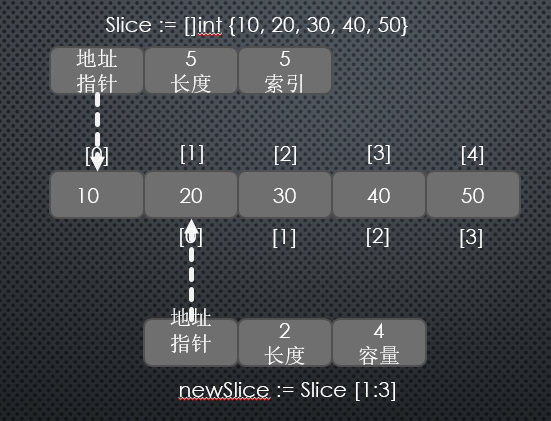 Slice := []int {10, 20, 30, 40, 50}
地址 5 5
指针 长度 索引
[0] [1] [2] [3] [4]
10 20 30 40 50
[0] [1] [2] [3]
地址 2 4
指针 长度 容量
newSlice := Slice [1:3]